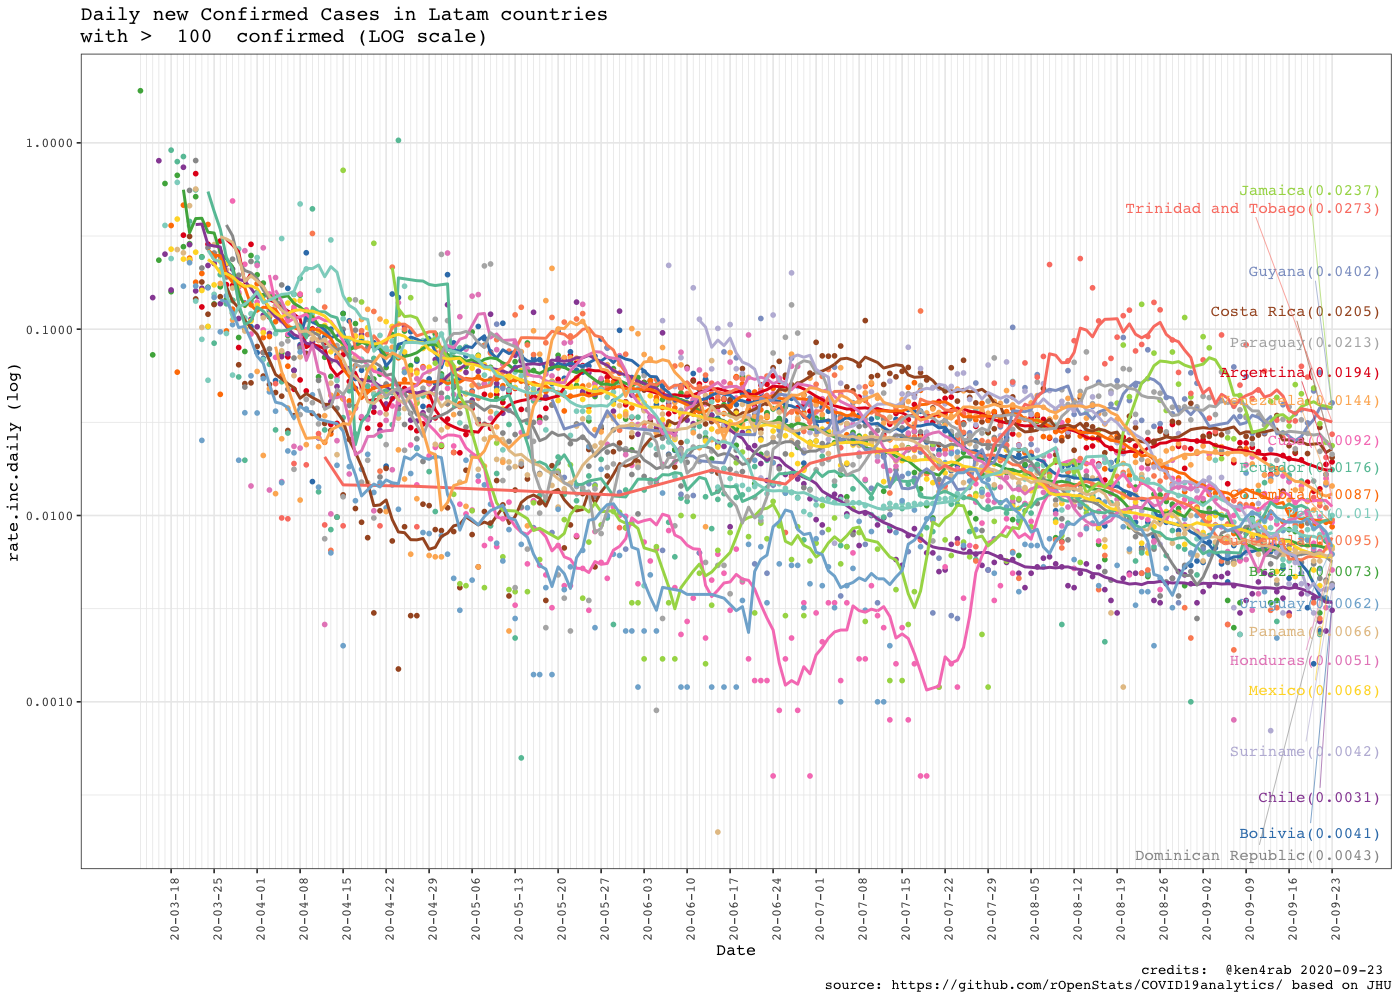 Daily new Confirmed Cases in Latam countries
with >  100  confirmed (LOG scale)
rate.inc.daily (log)
1.0000
0.1000
0.0100
0.0010
Jamaica(0.0237)
Trinidad and Tobago(0.0273)
Guyana(0.0402)
Costa Rica(0.0205)
Paraguay(0.0213)
Argentina(0.0194)
Ecuador(0.0176)
Colombia(0.0087)
Brazil(0.0073)
Uruguay(0.0062)
Panama(0.0066)
Honduras(0.0051)
Mexico(0.0068)
Suriname(0.0042)
Chile(0.0031)
Bolivia(0.0041)
Dominican Republic(0.0043)
20-03-18
20-03-25
20-04-01
20-04-08
20-04-15
20-04-22
20-04-29
20-05-06
20-05-13
20-05-20
20-05-27
20-06-03
20-06-10
20-06-17
20-06-24
20-07-01
20-07-08
20-07-15
20-07-22
20-07-29
20-08-05
20-08-12
20-08-19
20-08-26
20-09-02
20-09-09
20-09-16
20-09-23
Date
credits:  @ken4rab 2020-09-23
source: https://github.com/rOpenStats/COVID19analytics/ based on JHU